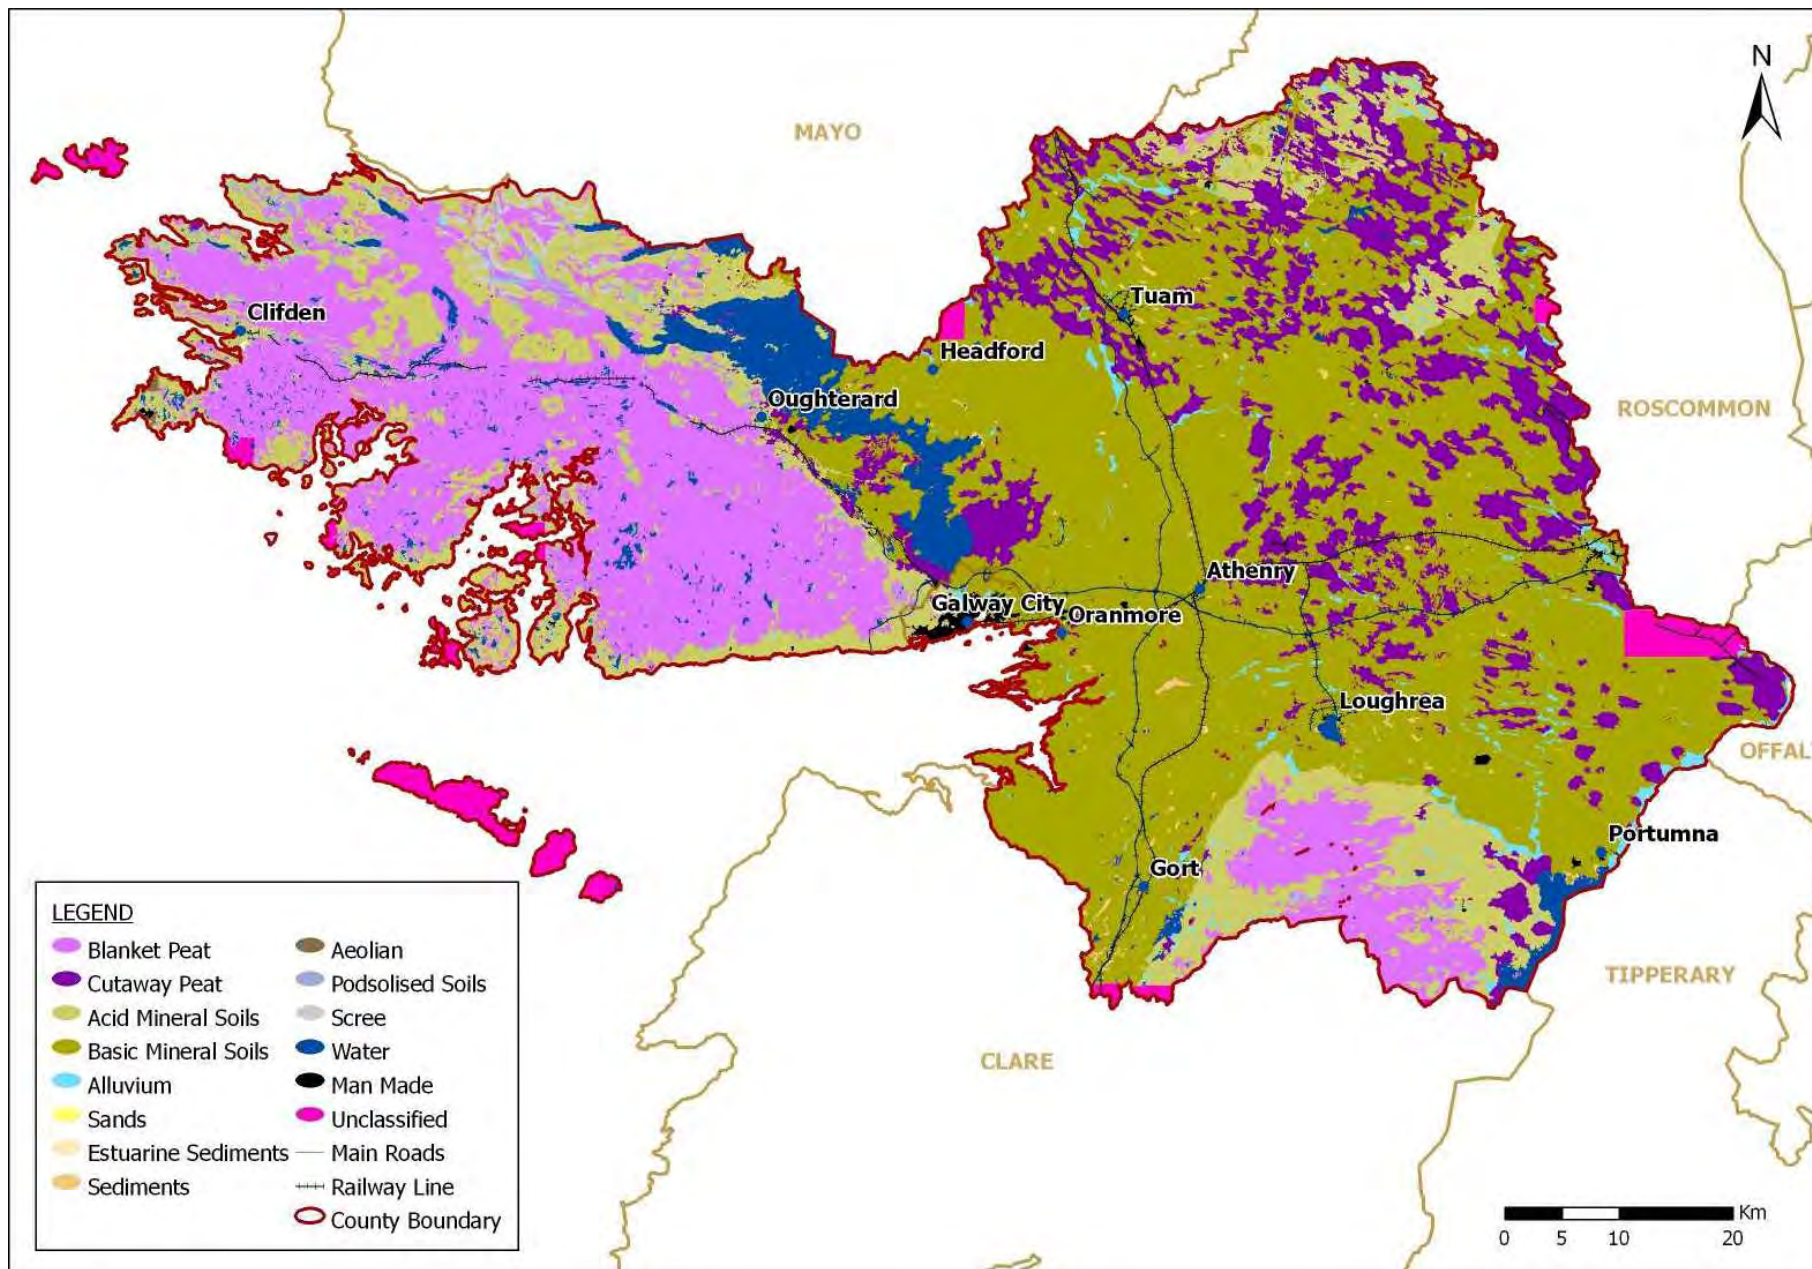 N
MAYO
Clifden
Tuam
Headford
Oughterard
ROSCOMMON
Athenry
Galway City
Oranmore
Loughrea
OFFAL
Portumna
Gort
TIPPERARY
CLARE
LEGEND
Blanket Peat
Cutaway Peat
Acid Mineral Soils
Basic Mineral Soils
Alluvium
Sands
Estuarine Sediments
Sediments
Aeolian
Podsolised Soils
Scree
Water
Man Made
Unclassified
Main Roads
Railway Line
County Boundary
Km
0 5 10 20